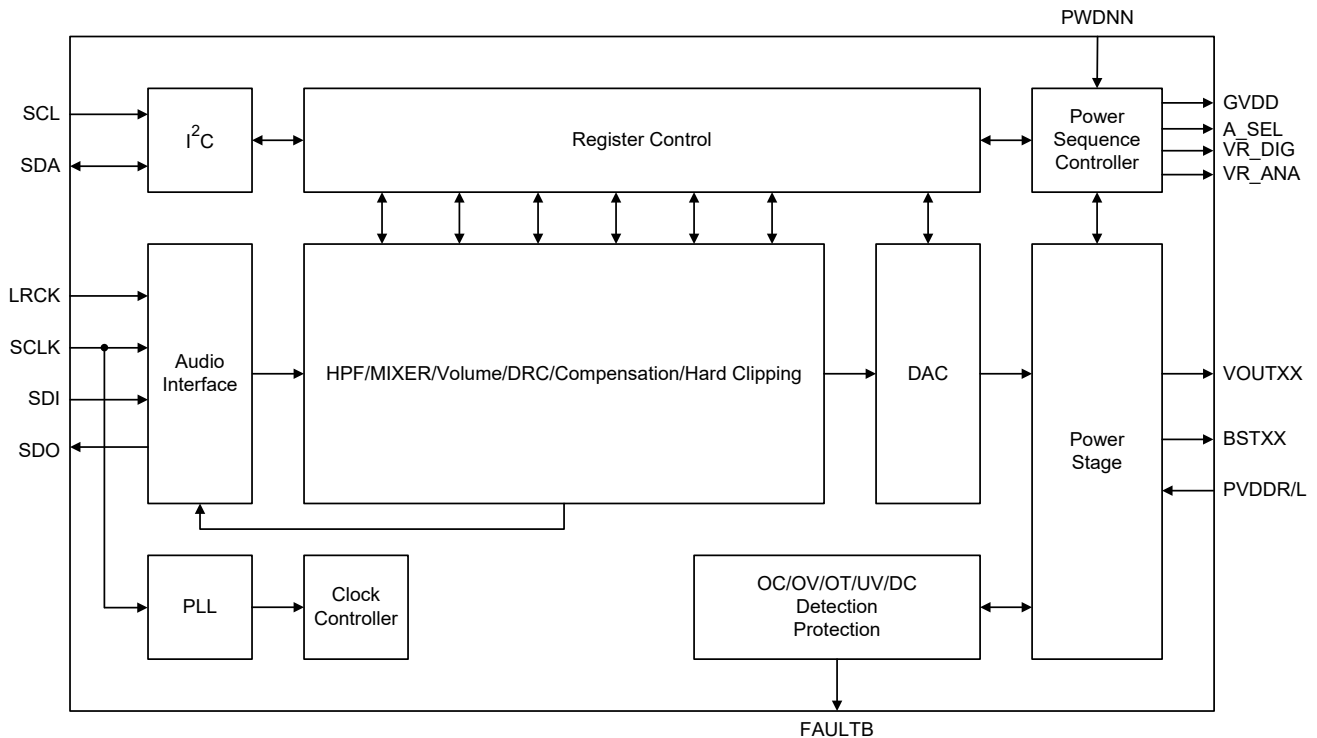 PWDNN
SCL
SDA
I²C
Register Control
Power
Sequence
Controller
GVDD
A_SEL
VR_DIG
VR_ANA
LRCK
SCLK
SDI
SDO
Audio
Interface
HPF/MIXER/Volume/DRC/Compensation/Hard Clipping
DAC
Power
Stage
VOUTXX
BSTXX
PVDDR/L
PLL
Clock
Controller
OC/OV/OT/UV/DC
Detection
Protection
FAULTB